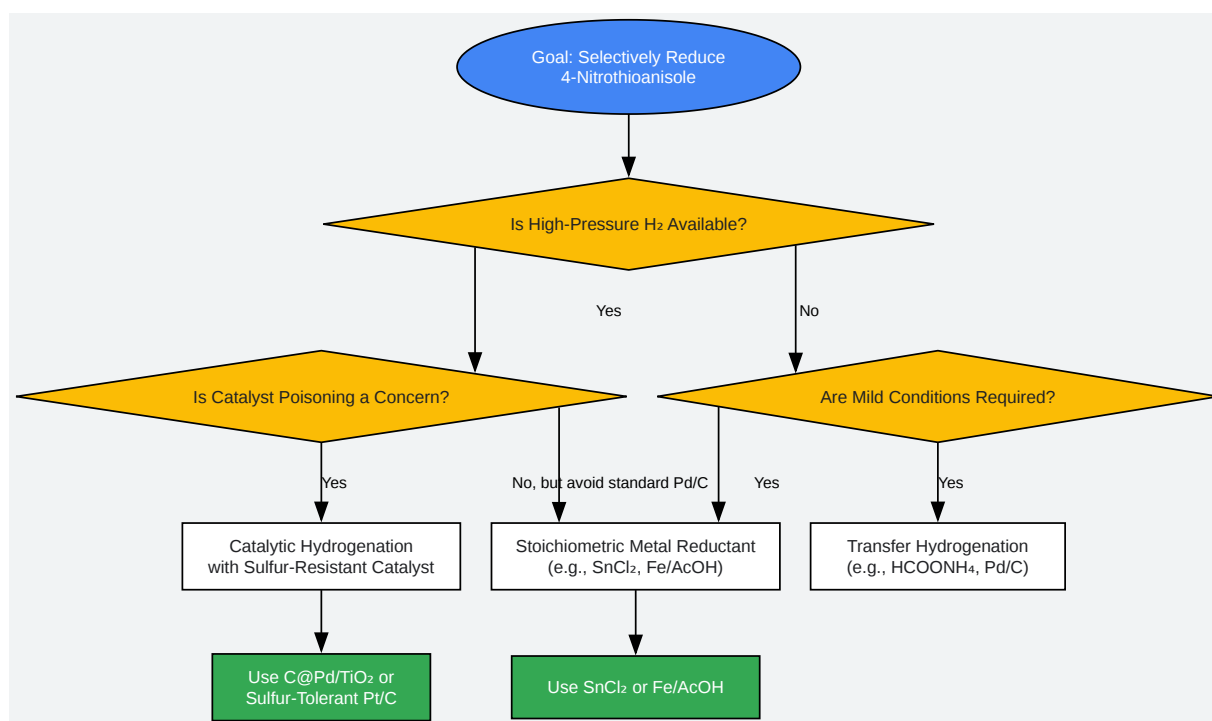 Goal: Selectively Reduce
4-Nitrothioanisole
Is High-Pressure H₂ Available?
Yes
No
Is Catalyst Poisoning a Concern?
Are Mild Conditions Required?
Yes
No, but avoid standard Pd/C
Yes
Yes
Catalytic Hydrogenation
with Sulfur-Resistant Catalyst
Stoichiometric Metal Reductant
(e.g., SnCl₂, Fe/AcOH)
Transfer Hydrogenation
(e.g., HCOONH₄, Pd/C)
Use C@Pd/TiO₂ or
Sulfur-Tolerant Pt/C
Use SnCl₂ or Fe/AcOH